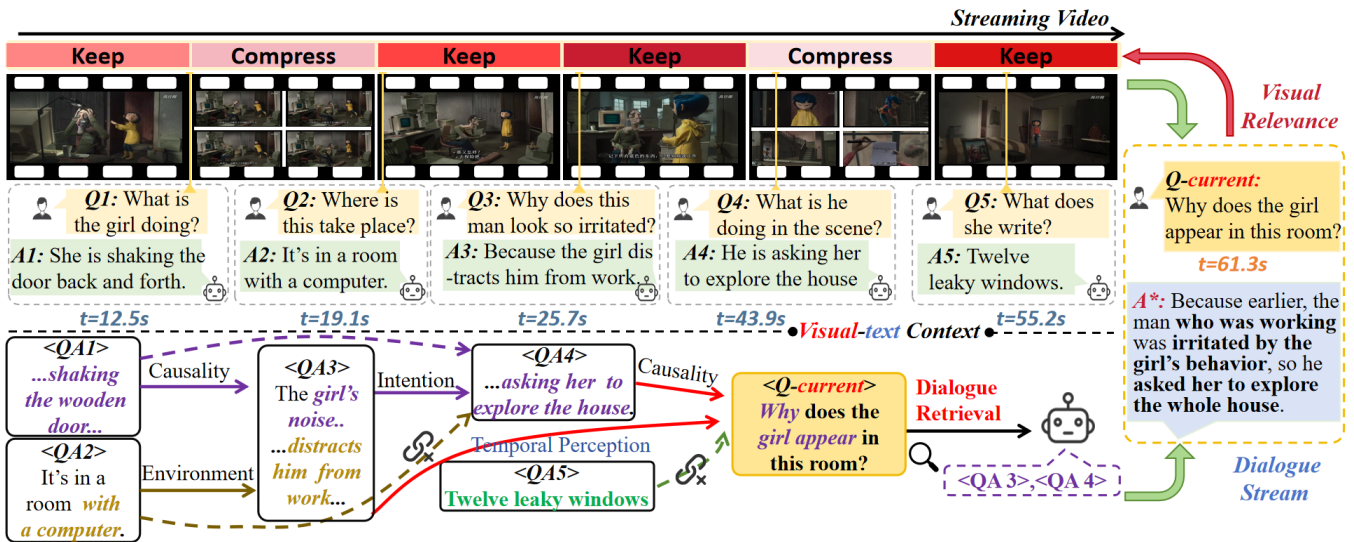 Streaming Video
Keep
Compress
Keep
Keep
Compress
Keep
Visual
Relevance
Q1: What is
the girl doing?
A1: She is shaking the
door back and forth.
t=12.5s
Q2: Where is
this take place?
A2: It's in a room
with a computer.
t=19.1s
Q3: Why does this
man look so irritated?
A3: Because the girl dis
-tracts him from work.
t=25.7s
Q4: What is he
doing in the scene?
A4: He is asking her
to explore the house
t=43.9s
Q5: What does
she write?
A5: Twelve
leaky windows.
t=55.2s
Q-current:
Why does the girl
appear in this room?
t=61.3s
A*: Because earlier, the
man who was working
was irritated by the
girl's behavior, so he
asked her to explore
the whole house.
Visual-text Context
<QA1>
...shaking
the wooden
door...
Causality
<QA2>
It's in a
room with
a computer.
Environment
<QA3>
The girl's
noise..
...distracts
him from
work...
Intention
<QA4>
...asking her to
explore the house.
Causality
Temporal Perception
<QA5>
Twelve leaky windows
<Q-current>
Why does the
girl appear in
this room?
Dialogue
Retrieval
<QA 3>,<QA 4>
Dialogue
Stream